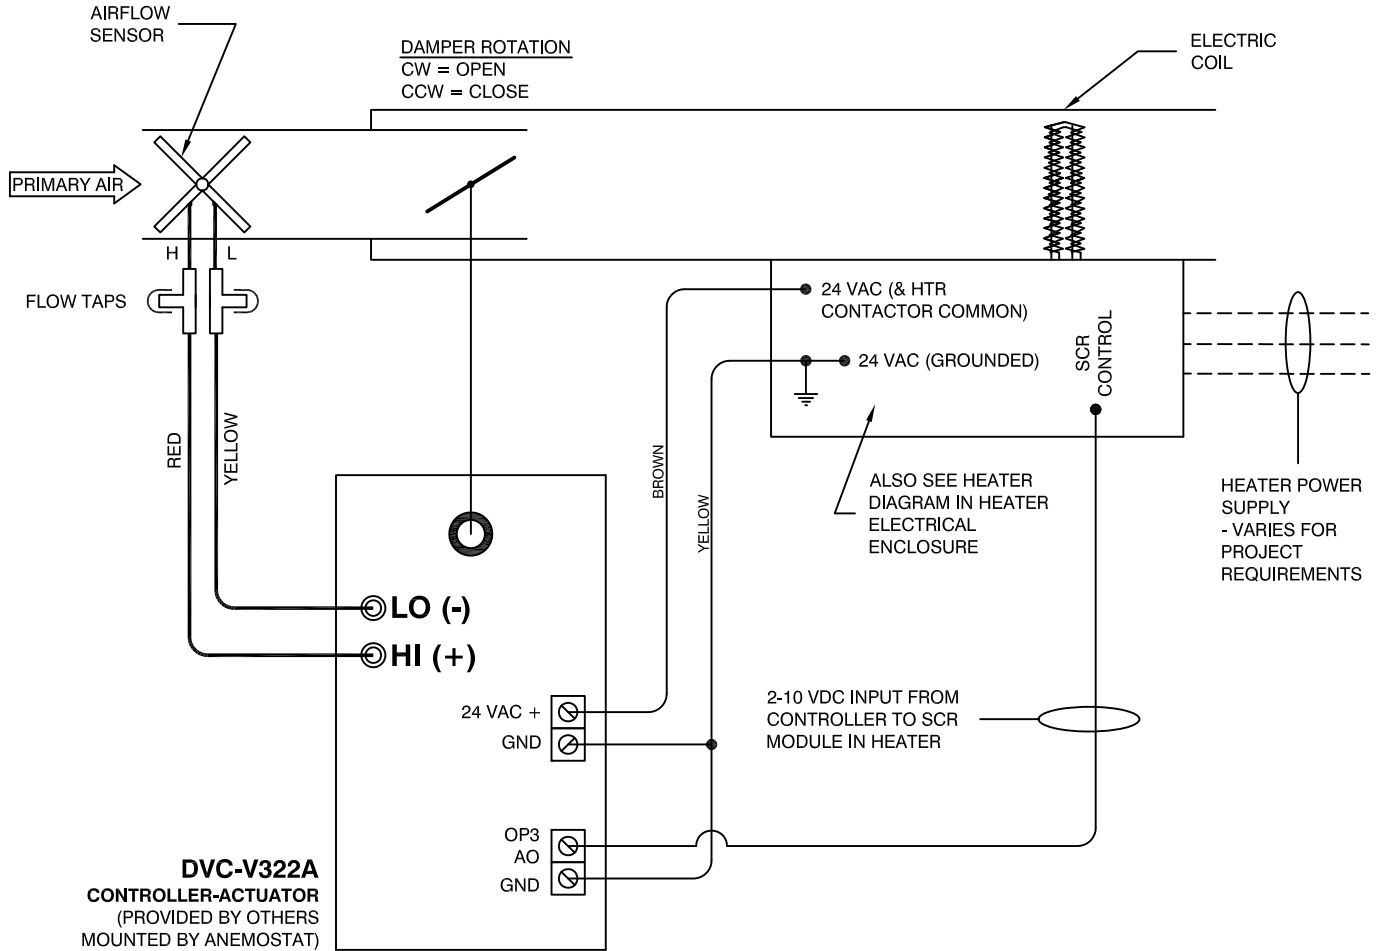 AIRFLOW
SENSOR
DAMPER ROTATION
CW = OPEN
CCW = CLOSE
ELECTRIC
COIL
PRIMARY AIR
H
L
FLOW TAPS
24 VAC (& HTR
CONTACTOR COMMON)
24 VAC (GROUNDED)
SCR
CONTROL
RED
YELLOW
BROWN
YELLOW
ALSO SEE HEATER
DIAGRAM IN HEATER
ELECTRICAL
ENCLOSURE
HEATER POWER
SUPPLY
- VARIES FOR
PROJECT
REQUIREMENTS
LO (-)
HI (+)
24 VAC +
GND
2-10 VDC INPUT FROM
CONTROLLER TO SCR
MODULE IN HEATER
OP3
AO
GND
DVC-V322A
CONTROLLER-ACTUATOR
(PROVIDED BY OTHERS
MOUNTED BY ANEMOSTAT)